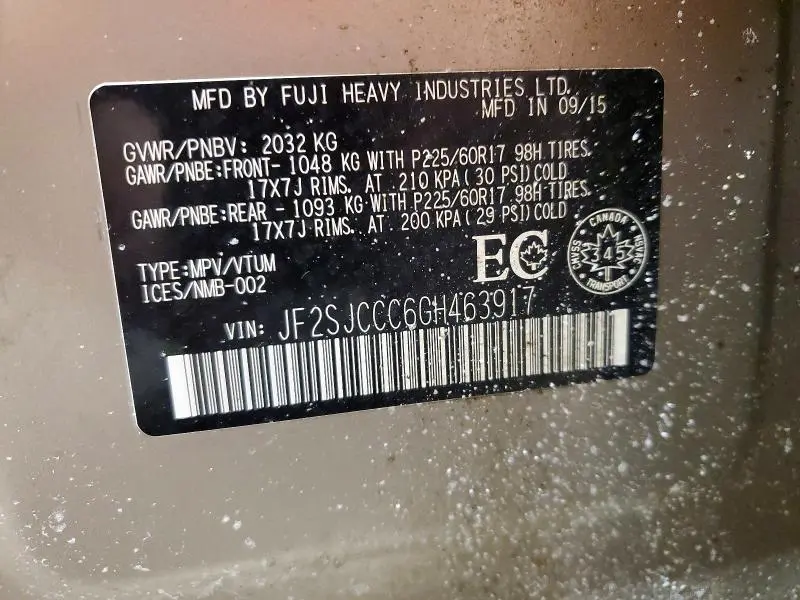 MFD BY FUJI HEAVY INDUSTRIES LTD.
MFD IN 09/15
GVWR/PNBV: 2032 KG
GAWR/PNBE:FRONT- 1048 KG WITH P225/60R17 98H TIRES,
17X7J RIMS. AT 210 KPA( 30 PSI)COLD
GAWR/PNBE:REAR - 1093 KG WITH P225/60R17 98H TIRES,
17X7J RIMS. AT 200 KPA( 29 PSI)COLD
TYPE:MPV/VTUM
ICES/NMB-002
EC
CANADA
345
TRANSPORT
VIN: JF2SJCCC6GH463917